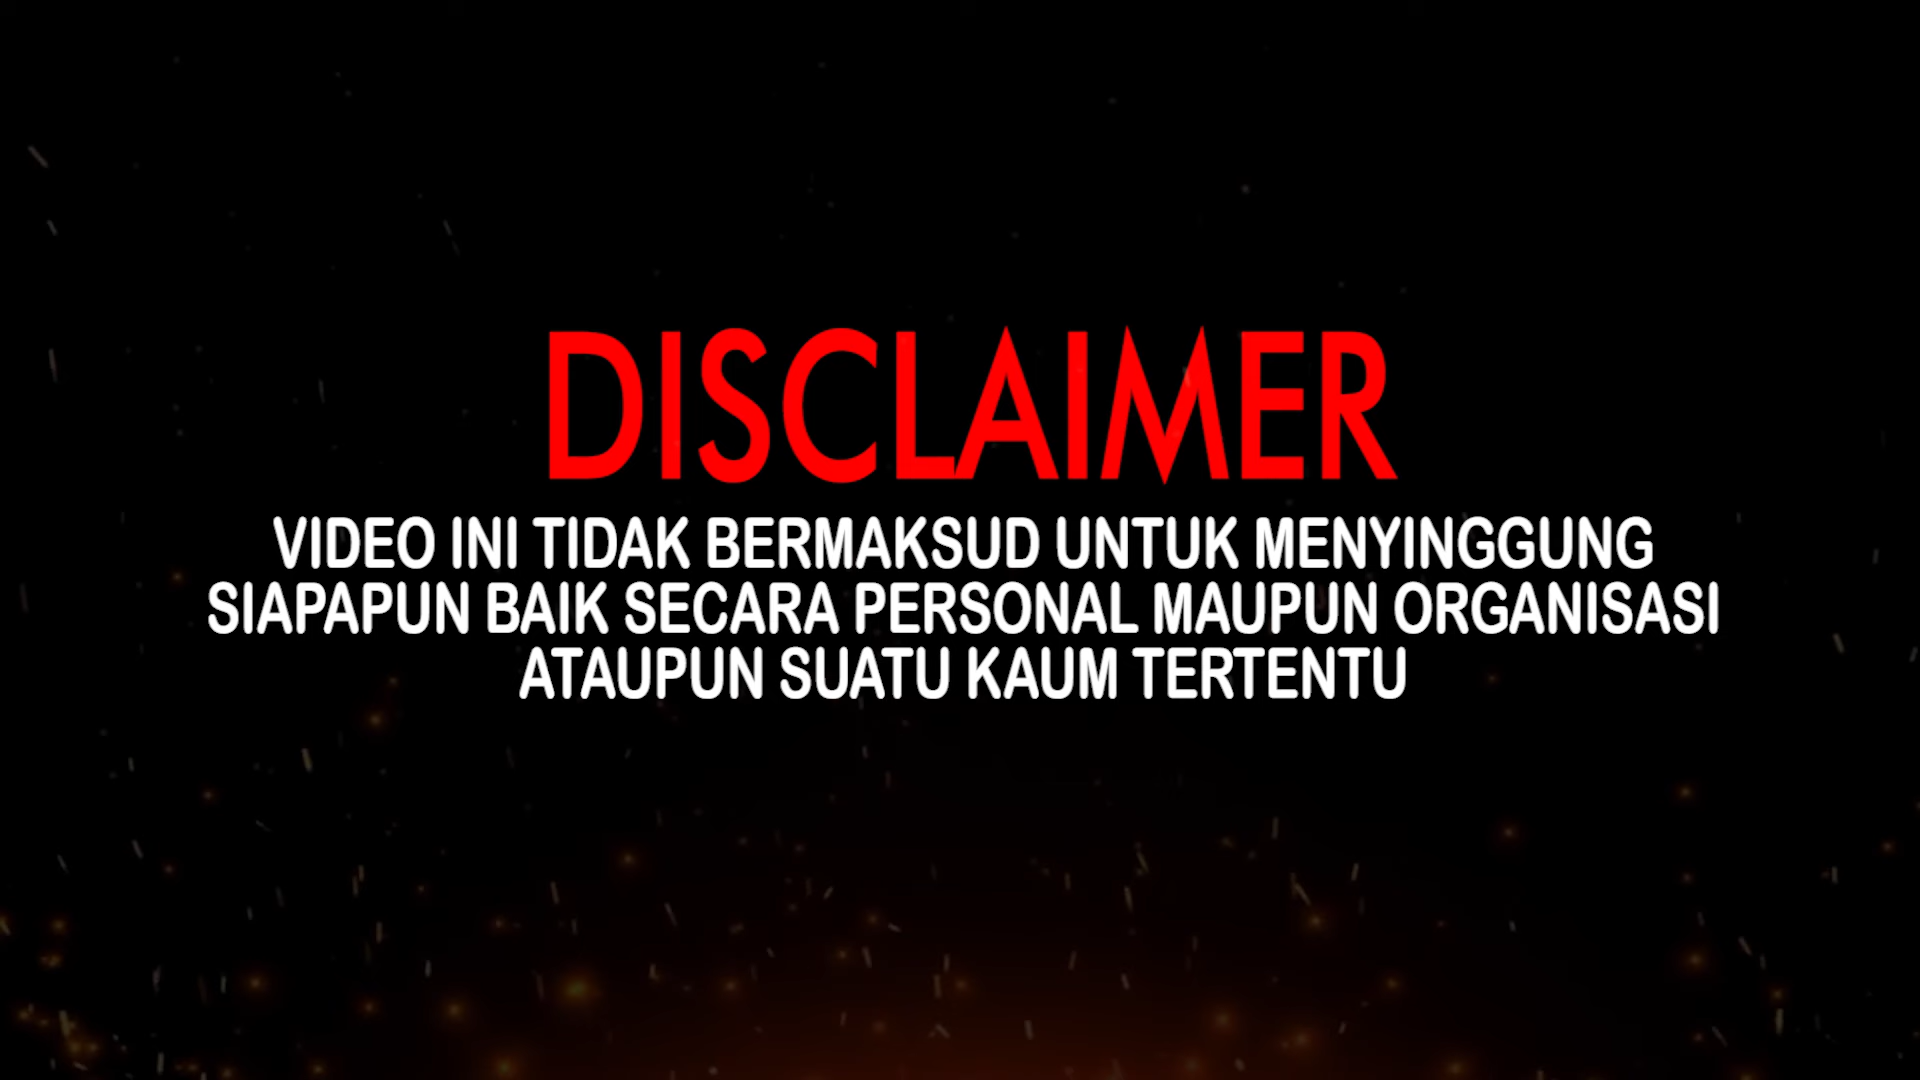 DISCLAIMER
VIDEO INI TIDAK BERMAKSUD UNTUK MENYINGGUNG
SIAPAPUN BAIK SECARA PERSONAL MAUPUN ORGANISASI
ATAUPUN SUATU KAUM TERTENTU